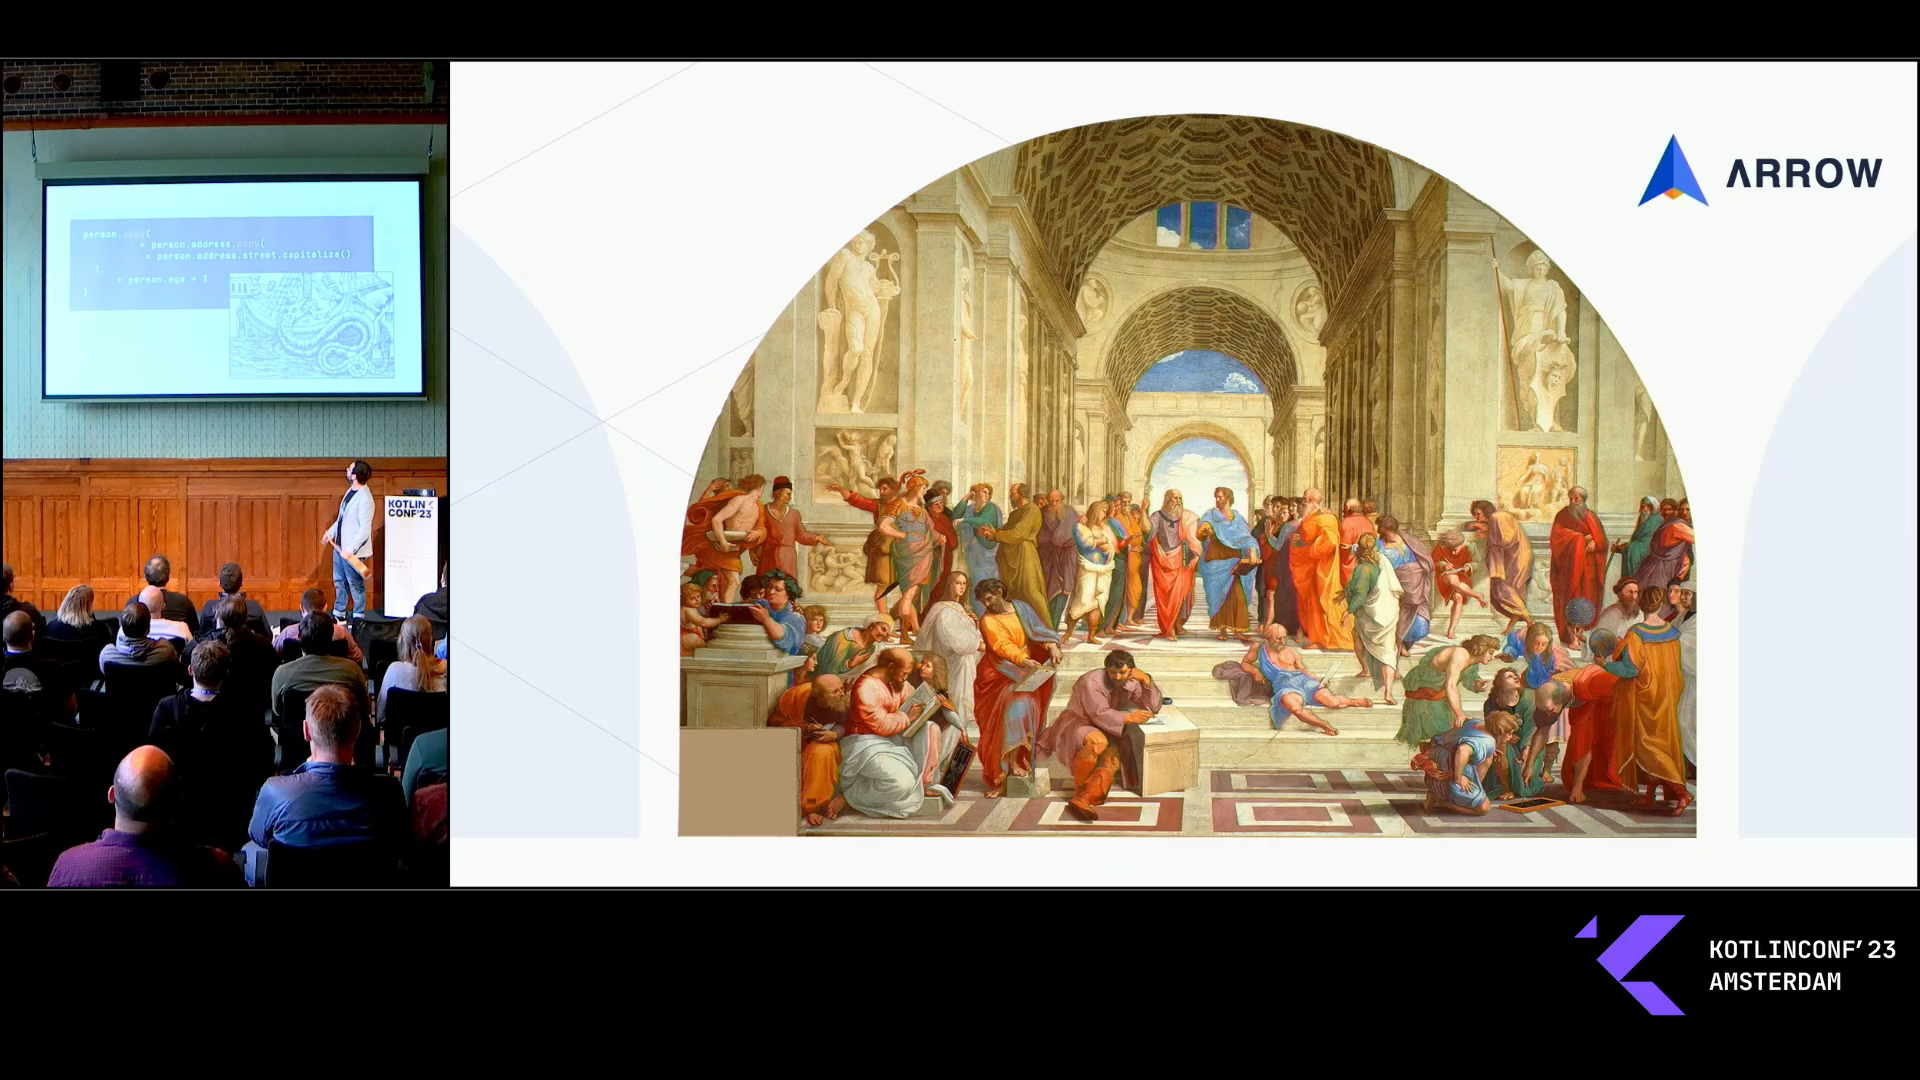 person.copy(
= person.address.copy(
= person.address.street.capitalize()
),
= person.age + 1
)
KOTLIN
CONF'23
ARROW
KOTLINCONF'23
AMSTERDAM